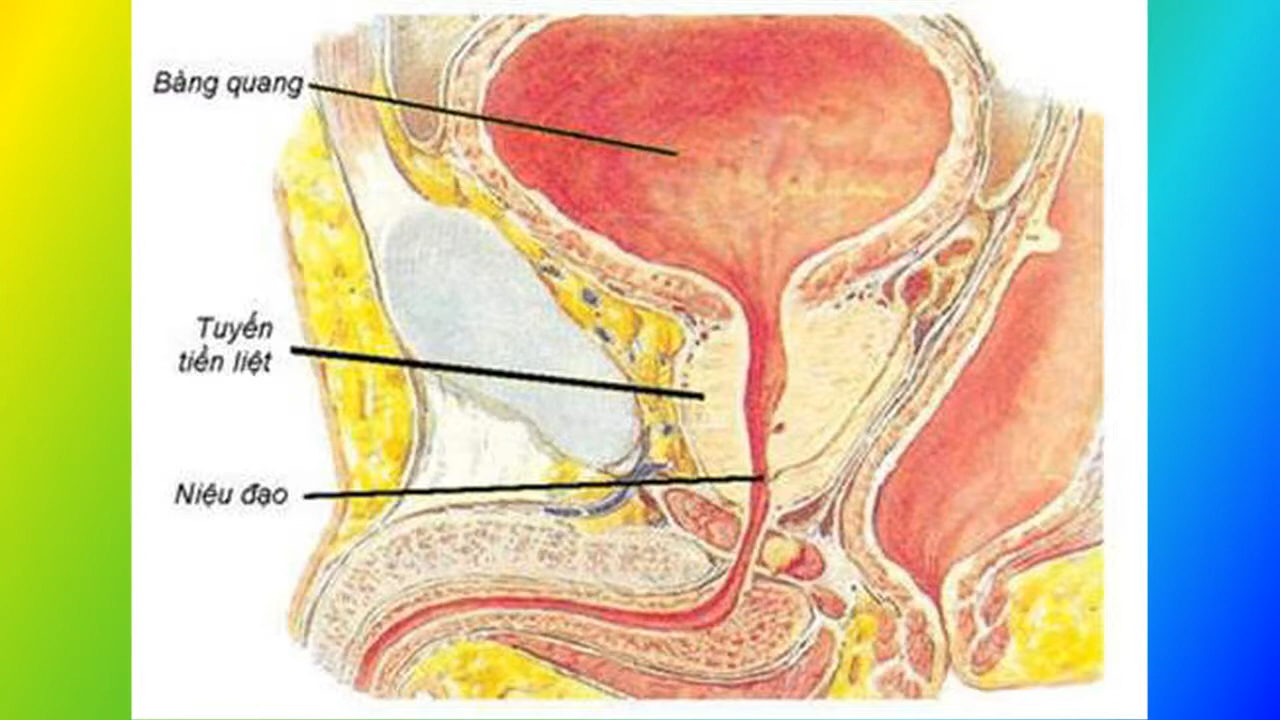 Bàng quang
Tuyến
tiền liệt
Niệu đạo